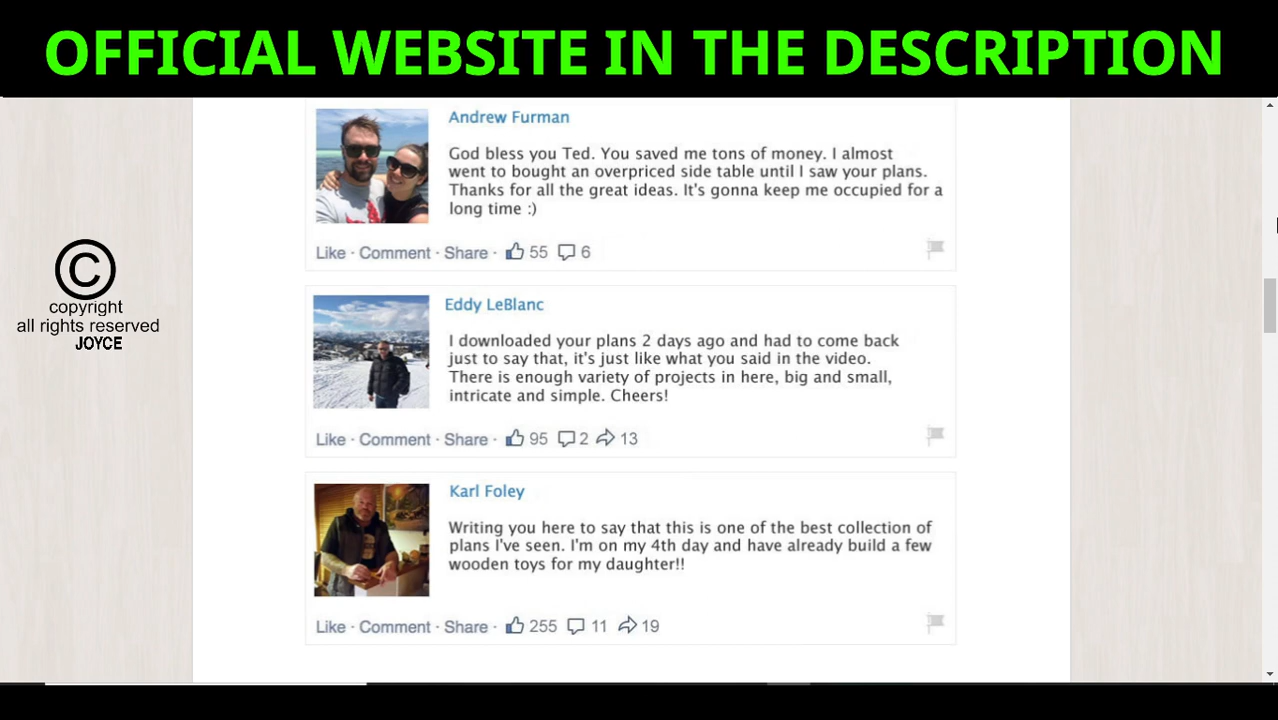 OFFICIAL WEBSITE IN THE DESCRIPTION
Andrew Furman
God bless you Ted. You saved me tons of money. I almost
went to bought an overpriced side table until I saw your plans.
Thanks for all the great ideas. It's gonna keep me occupied for a
long time :)
Like · Comment · Share · 55 6
Eddy LeBlanc
I downloaded your plans 2 days ago and had to come back
just to say that, it's just like what you said in the video.
There is enough variety of projects in here, big and small,
intricate and simple. Cheers!
Like · Comment · Share · 95 2 13
Karl Foley
Writing you here to say that this is one of the best collection of
plans I've seen. I'm on my 4th day and have already build a few
wooden toys for my daughter!!
Like · Comment · Share · 255 11 19
©
copyright
all rights reserved
JOYCE